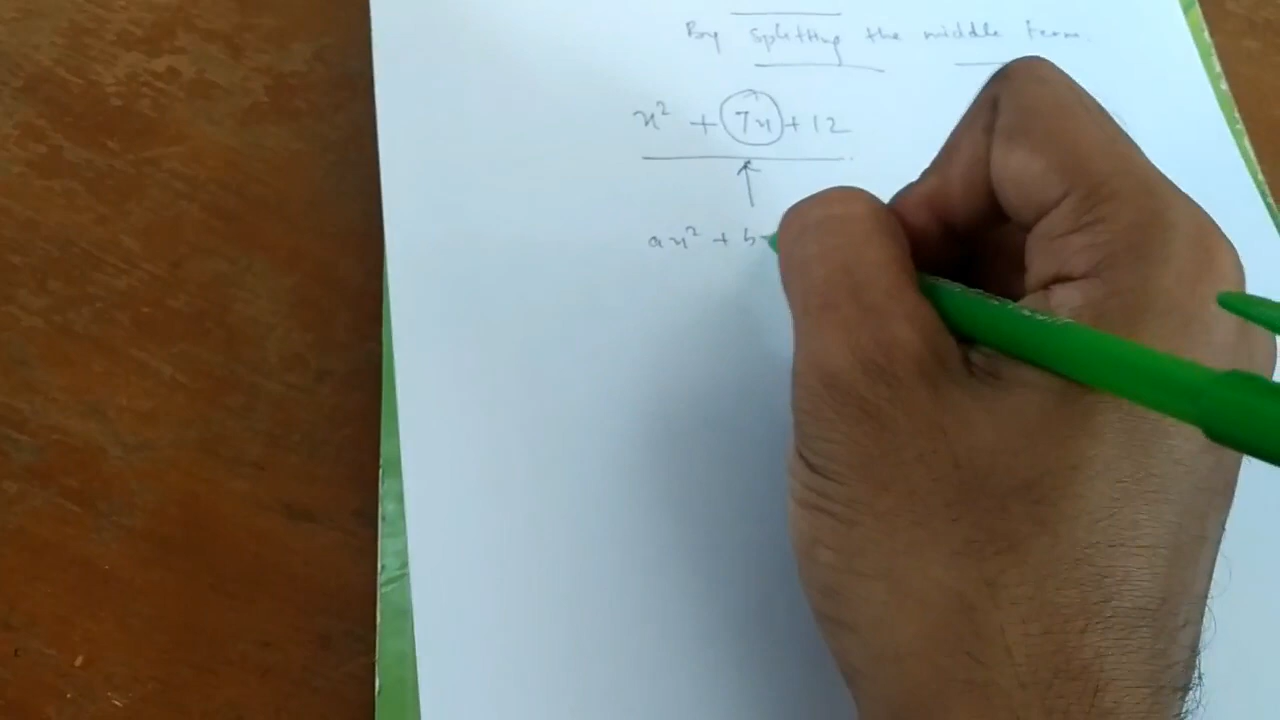 By splitting the middle term.
x² + 7x + 12
ax² + b